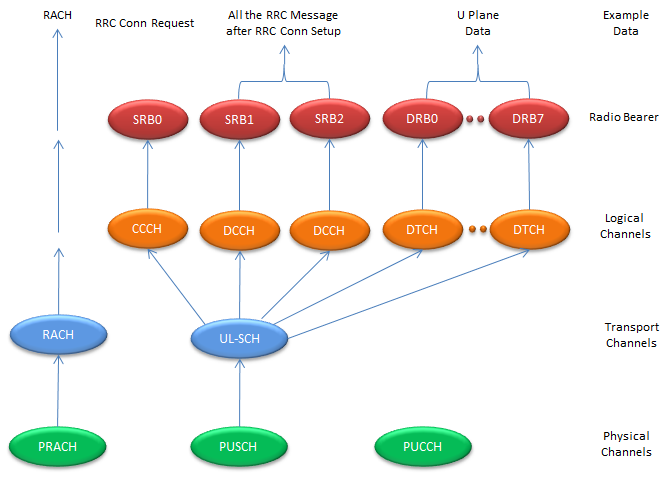 RACH
RRC Conn Request
All the RRC Message
after RRC Conn Setup
U Plane
Data
Example
Data
SRB0
SRB1
SRB2
DRB0
DRB7
Radio Bearer
CCCH
DCCH
DCCH
DTCH
DTCH
Logical
Channels
RACH
UL-SCH
Transport
Channels
PRACH
PUSCH
PUCCH
Physical
Channels